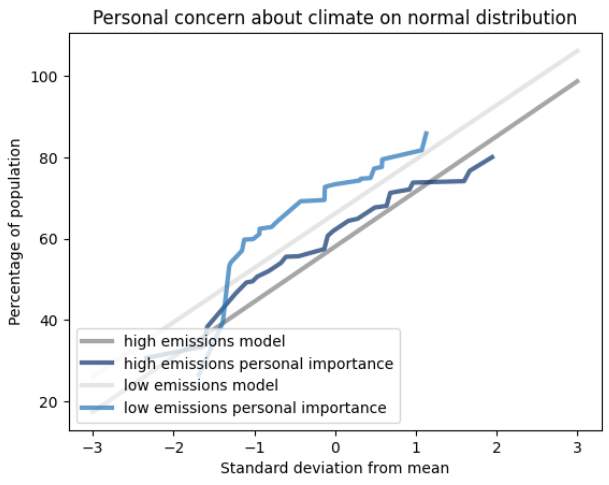 Personal concern about climate on normal distribution
Percentage of population
100
80
60
40
20
high emissions model
high emissions personal importance
low emissions model
low emissions personal importance
−3 −2 −1 0 1 2 3
Standard deviation from mean